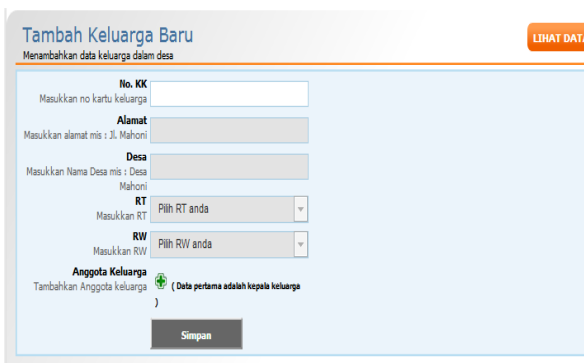 Tambah Keluarga Baru
Menambahkan data keluarga dalam desa
LIHAT DATA
No. KK
Masukkan no kartu keluarga
Alamat
Masukkan alamat mis : Jl. Mahoni
Desa
Masukkan Nama Desa mis : Desa
Mahoni
RT
Masukkan RT
Pilih RT anda
RW
Masukkan RW
Pilih RW anda
Anggota Keluarga
Tambahkan Anggota keluarga
( Data pertama adalah kepala keluarga
)
Simpan